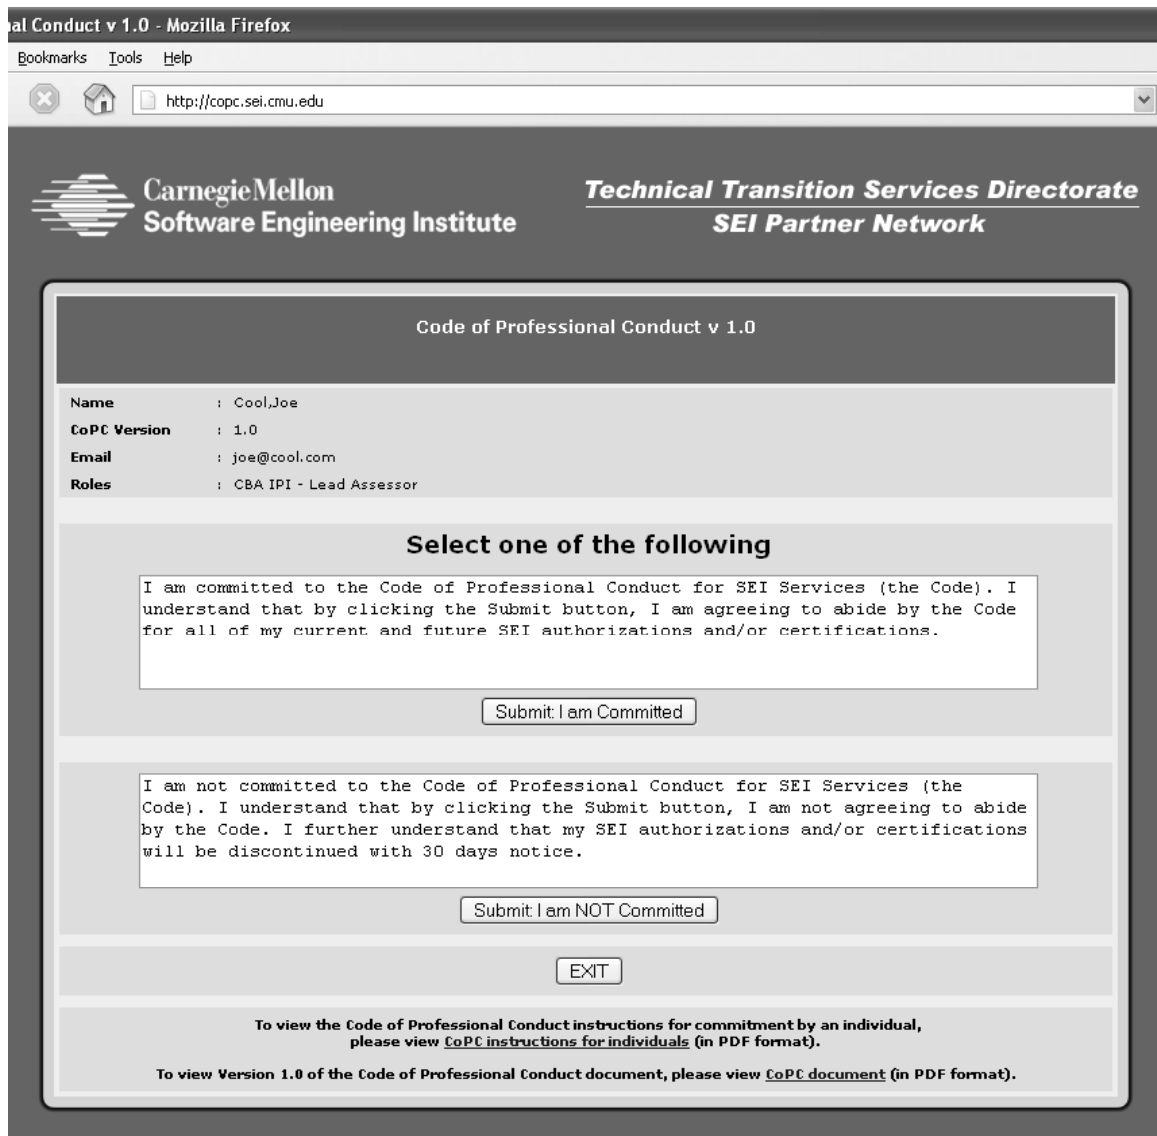 al Conduct v 1.0 - Mozilla Firefox
Bookmarks Tools Help
http://copc.sei.cmu.edu
CarnegieMellon
Software Engineering Institute
Technical Transition Services Directorate
SEI Partner Network
Code of Professional Conduct v 1.0
Name : Cool,Joe
CoPC Version : 1.0
Email : joe@cool.com
Roles : CBA IPI - Lead Assessor
Select one of the following
I am committed to the Code of Professional Conduct for SEI Services (the Code). I
understand that by clicking the Submit button, I am agreeing to abide by the Code
for all of my current and future SEI authorizations and/or certifications.
Submit: I am Committed
I am not committed to the Code of Professional Conduct for SEI Services (the
Code). I understand that by clicking the Submit button, I am not agreeing to abide
by the Code. I further understand that my SEI authorizations and/or certifications
will be discontinued with 30 days notice.
Submit: I am NOT Committed
EXIT
To view the Code of Professional Conduct instructions for commitment by an individual,
please view CoPC instructions for individuals (in PDF format).
To view Version 1.0 of the Code of Professional Conduct document, please view CoPC document (in PDF format).